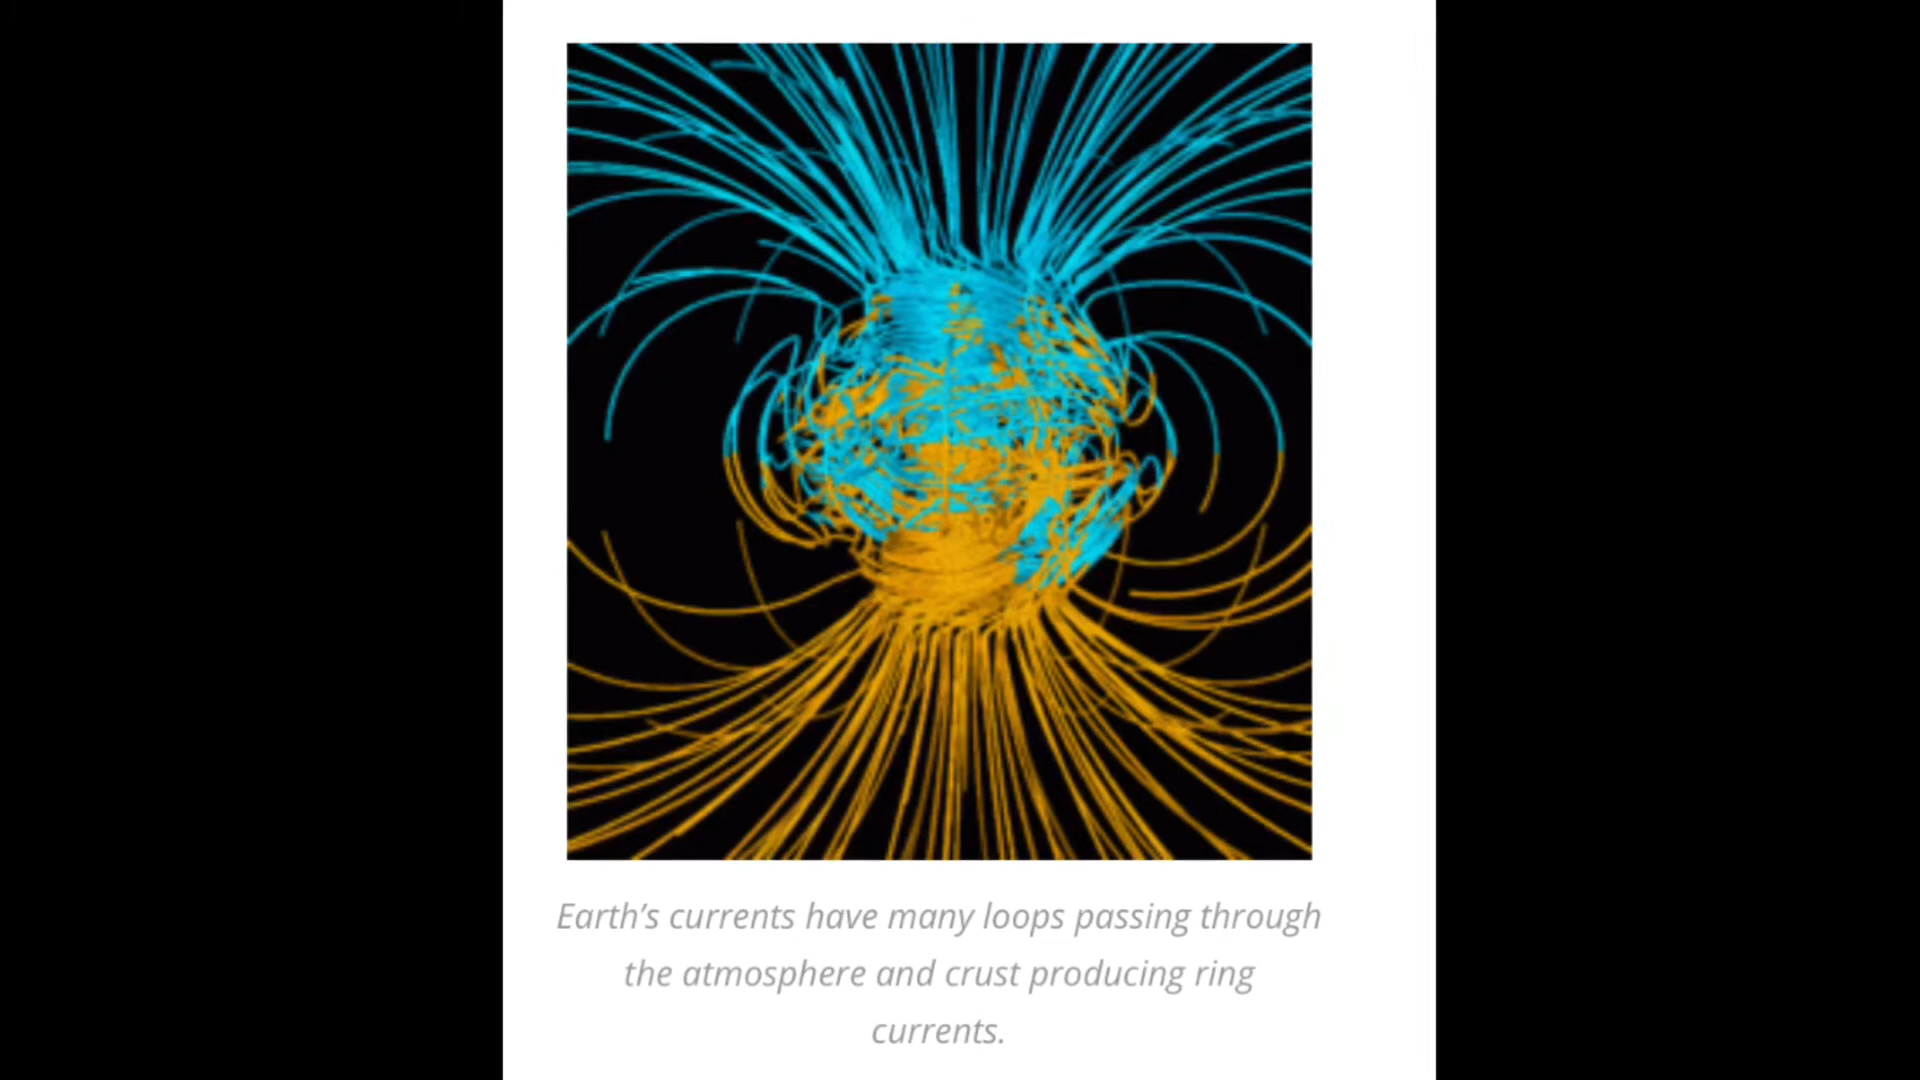 Earth’s currents have many loops passing through
the atmosphere and crust producing ring
currents.